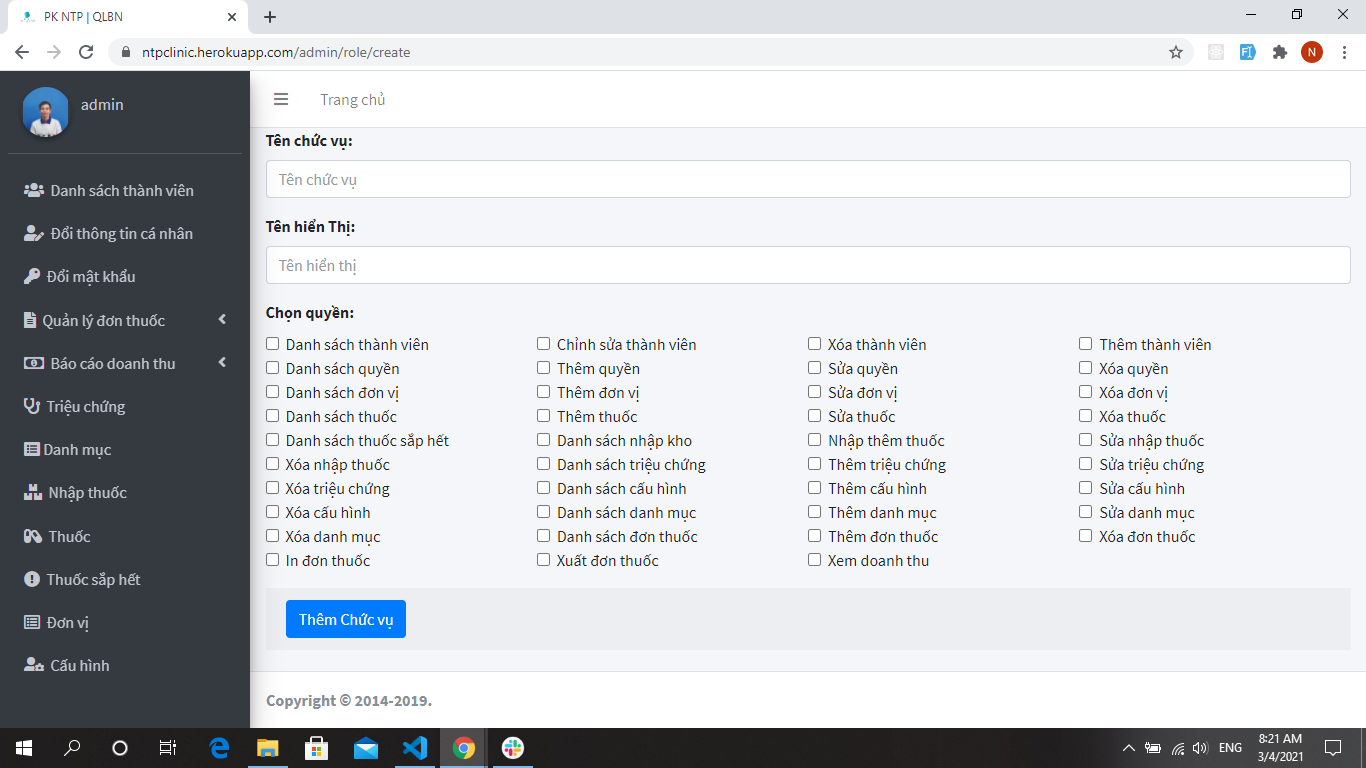 PK NTP | QLBN
ntpclinic.herokuapp.com/admin/role/create
N
admin
Danh sách thành viên
Đổi thông tin cá nhân
Đổi mật khẩu
Quản lý đơn thuốc
Báo cáo doanh thu
Triệu chứng
Danh mục
Nhập thuốc
Thuốc
Thuốc sắp hết
Đơn vị
Cấu hình
Trang chủ
Tên chức vụ:
Tên chức vụ
Tên hiển Thị:
Tên hiển thị
Chọn quyền:
Danh sách thành viên Chỉnh sửa thành viên Xóa thành viên Thêm thành viên
Danh sách quyền Thêm quyền Sửa quyền Xóa quyền
Danh sách đơn vị Thêm đơn vị Sửa đơn vị Xóa đơn vị
Danh sách thuốc Thêm thuốc Sửa thuốc Xóa thuốc
Danh sách thuốc sắp hết Danh sách nhập kho Nhập thêm thuốc Sửa nhập thuốc
Xóa nhập thuốc Danh sách triệu chứng Thêm triệu chứng Sửa triệu chứng
Xóa triệu chứng Danh sách cấu hình Thêm cấu hình Sửa cấu hình
Xóa cấu hình Danh sách danh mục Thêm danh mục Sửa danh mục
Xóa danh mục Danh sách đơn thuốc Thêm đơn thuốc Xóa đơn thuốc
In đơn thuốc Xuất đơn thuốc Xem doanh thu
Thêm Chức vụ
Copyright © 2014-2019.
ENG
8:21 AM
3/4/2021